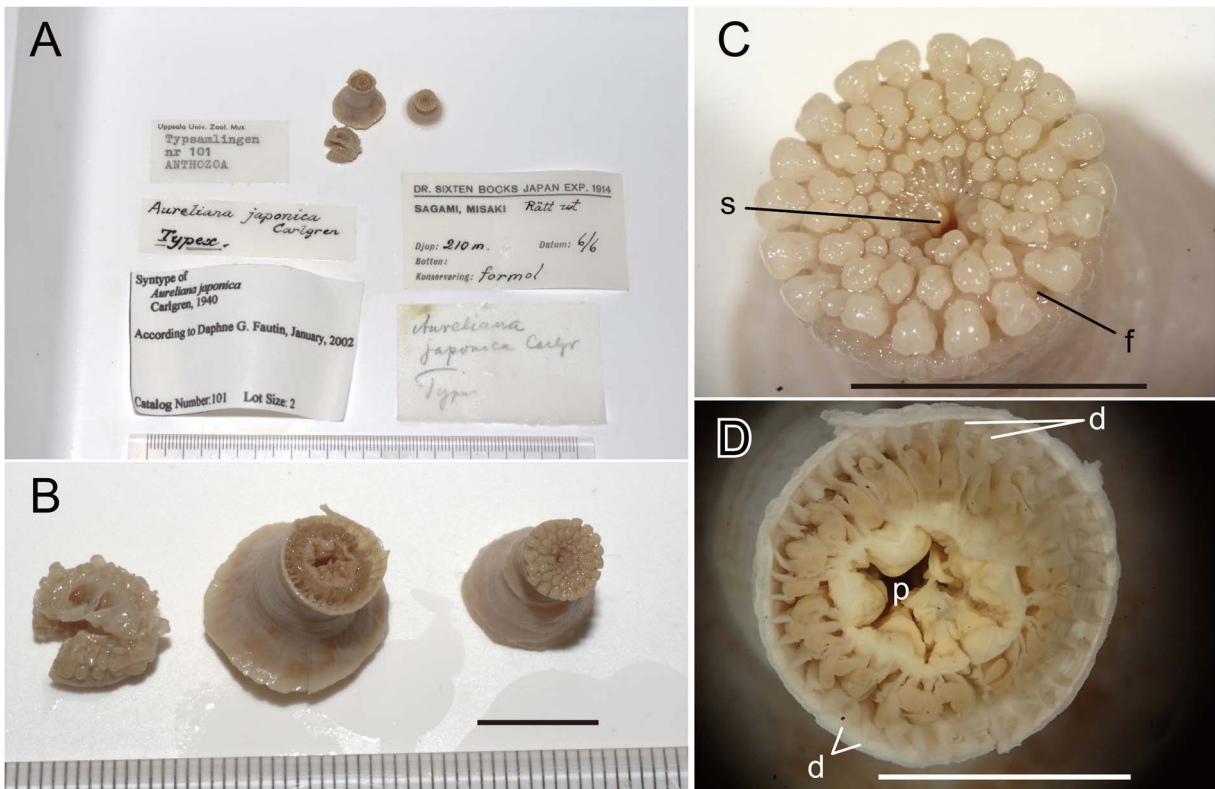 A
Uppsala Univ. Zool. Mus.
Typsamlingen
nr 101
ANTHOZOA
Aureliana japonica
Carlgren
Typex.
Syntype of
Aureliana japonica
Carlgren, 1940
According to Daphne G. Fautin, January, 2002
Catalog Number:101 Lot Size: 2
DR. SIXTEN BOCKS JAPAN EXP. 1914
SAGAMI, MISAKI Rätt ut
Djup: 210 m. Datum: 6/6
Botten:
Konservering: formol
Aureliana
japonica Carlgr
B
C
s
f
D
d
p
d